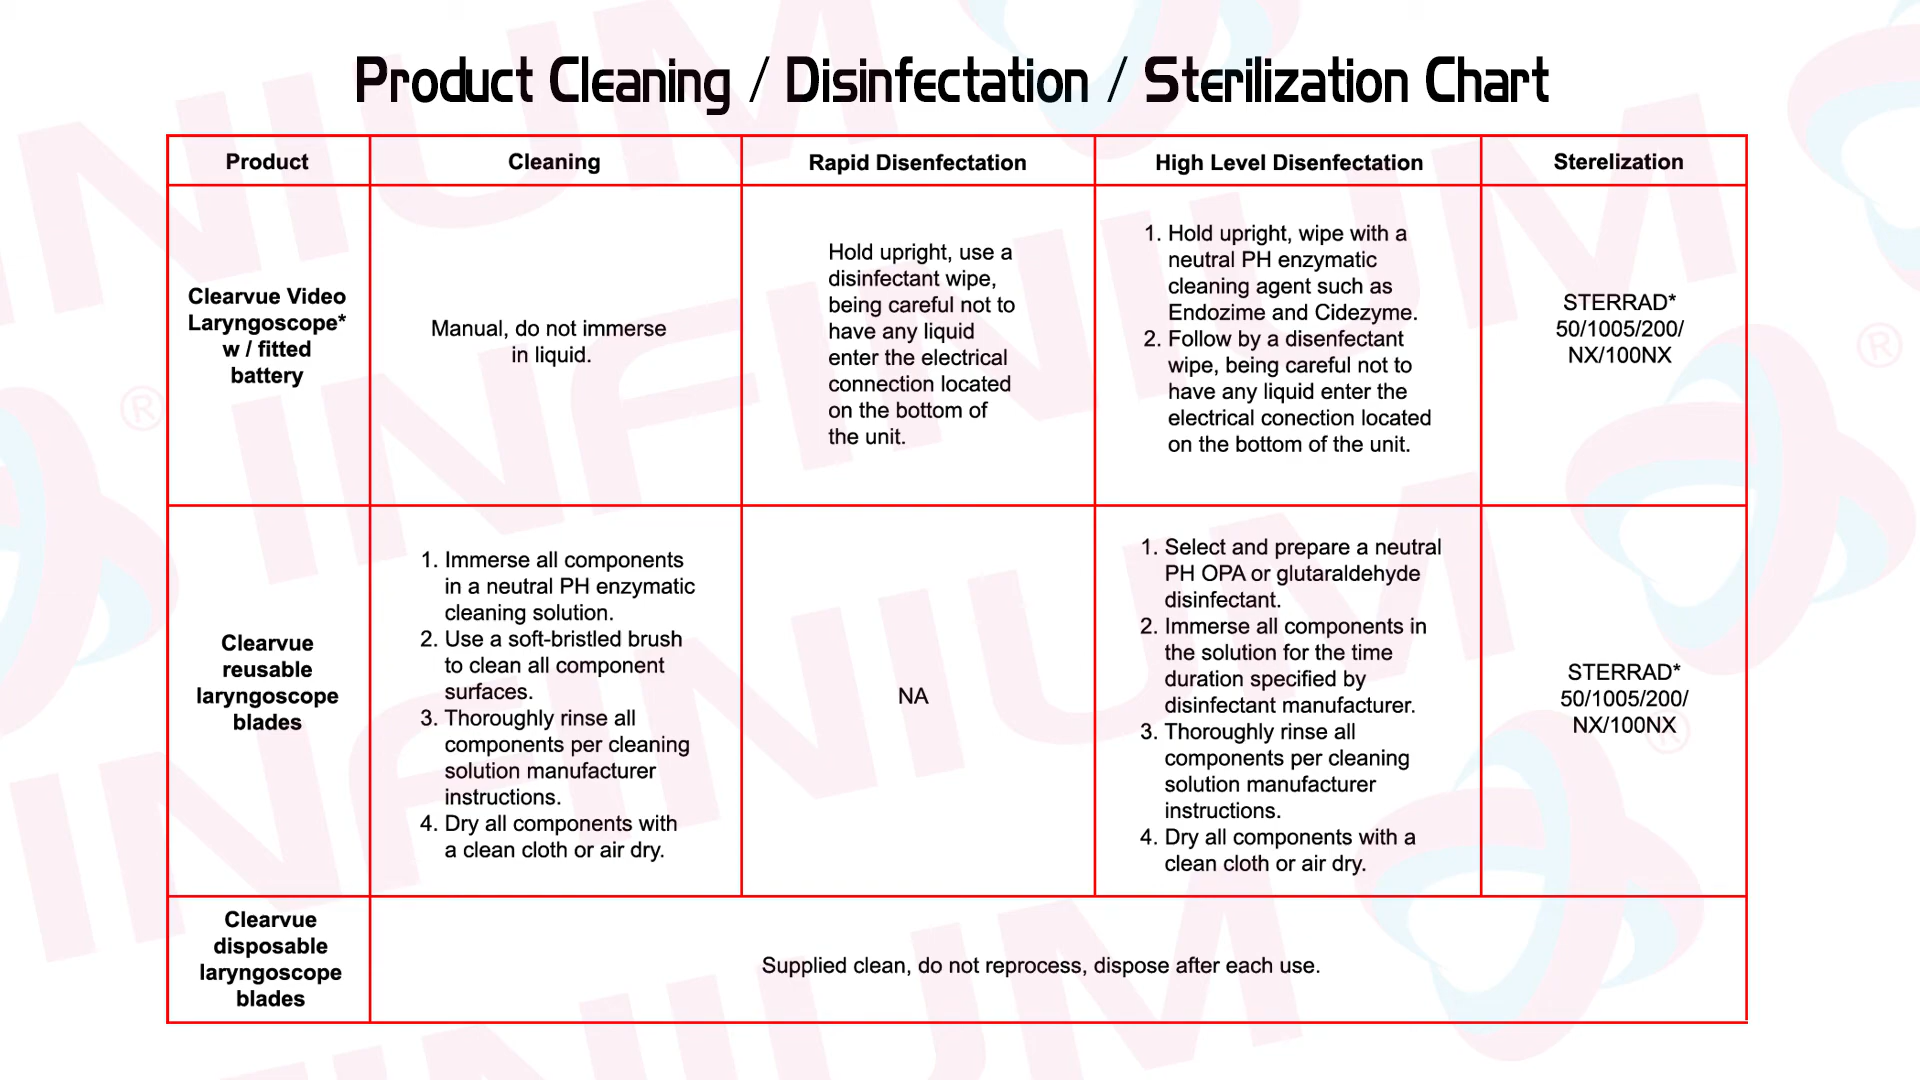 Product Cleaning / Disinfectation / Sterilization Chart
Product
Cleaning
Rapid Disenfectation
High Level Disenfectation
Sterelization
Clearvue Video
Laryngoscope*
w / fitted
battery
Manual, do not immerse
in liquid.
Hold upright, use a
disinfectant wipe,
being careful not to
have any liquid
enter the electrical
connection located
on the bottom of
the unit.
1. Hold upright, wipe with a
neutral PH enzymatic
cleaning agent such as
Endozime and Cidezyme.
2. Follow by a disenfectant
wipe, being careful not to
have any liquid enter the
electrical conection located
on the bottom of the unit.
STERRAD*
50/1005/200/
NX/100NX
Clearvue
reusable
laryngoscope
blades
1. Immerse all components
in a neutral PH enzymatic
cleaning solution.
2. Use a soft-bristled brush
to clean all component
surfaces.
3. Thoroughly rinse all
components per cleaning
solution manufacturer
instructions.
4. Dry all components with
a clean cloth or air dry.
NA
1. Select and prepare a neutral
PH OPA or glutaraldehyde
disinfectant.
2. Immerse all components in
the solution for the time
duration specified by
disinfectant manufacturer.
3. Thoroughly rinse all
components per cleaning
solution manufacturer
instructions.
4. Dry all components with a
clean cloth or air dry.
STERRAD*
50/1005/200/
NX/100NX
Clearvue
disposable
laryngoscope
blades
Supplied clean, do not reprocess, dispose after each use.
INFINIUM
INFINIUM ®
INFINIUM ®
INFINIUM